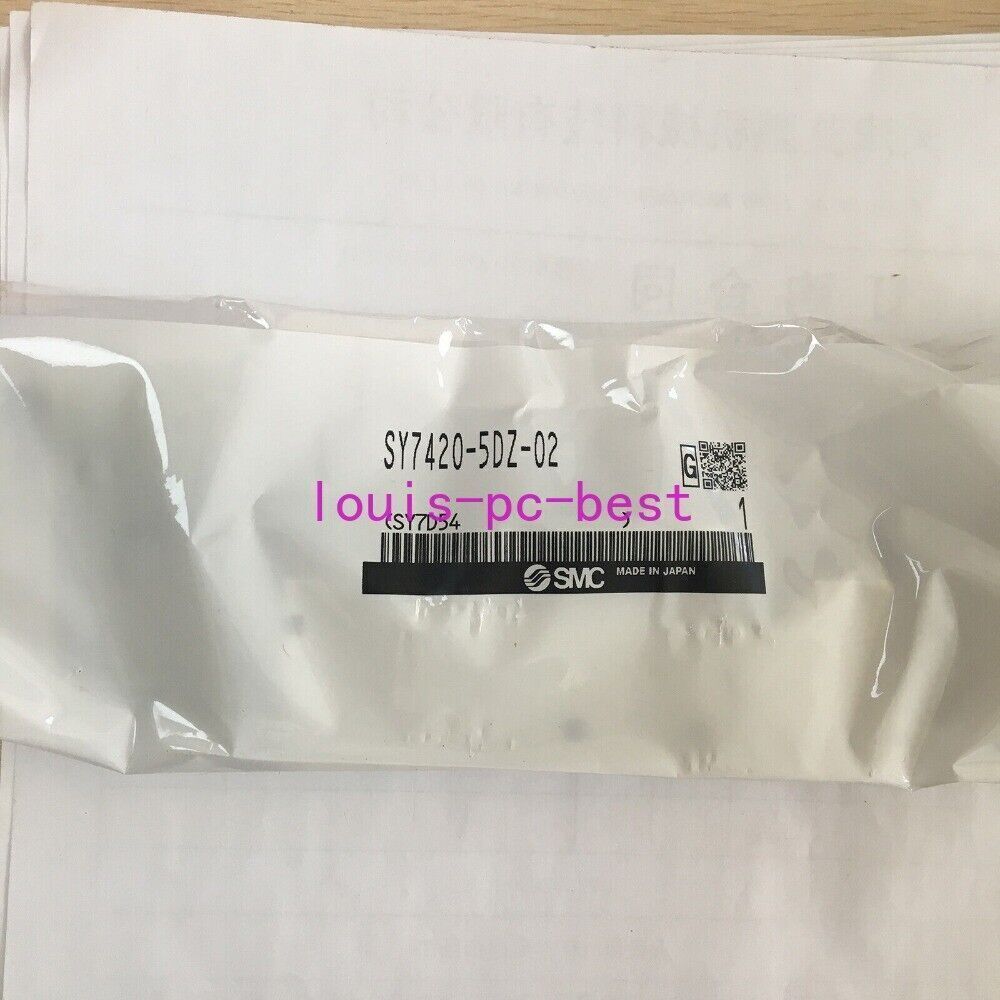 SY7420-5DZ-02
G
louis-pc-best
(SY7D54 ) 1
SMC MADE IN JAPAN